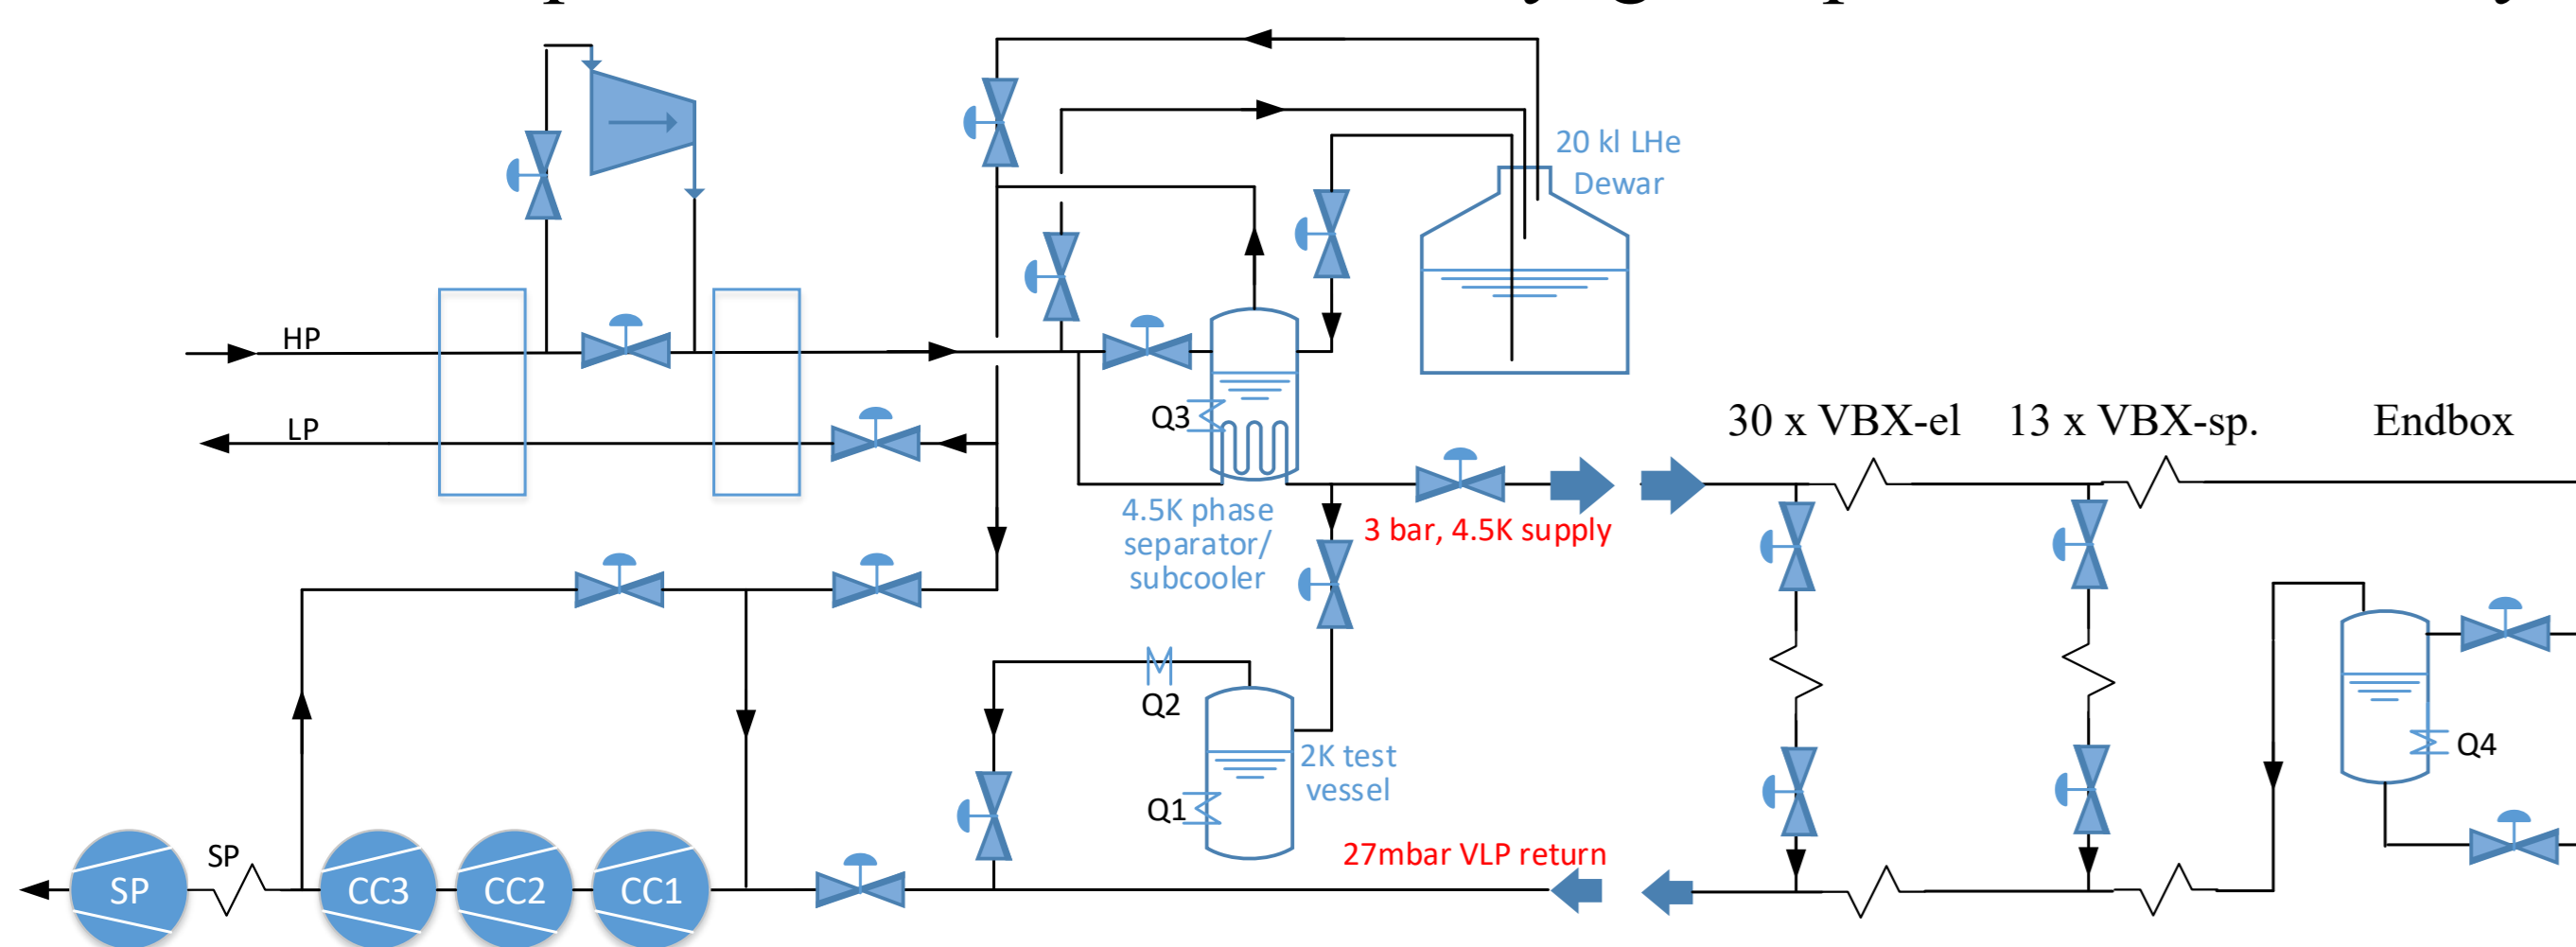 20 kl LHe
Dewar
HP
LP
Q3
30 x VBX-el
13 x VBX-sp.
Endbox
4.5K phase
separator/
subcooler
3 bar, 4.5K supply
Q2
2K test
vessel
Q1
Q4
27mbar VLP return
SP
SP
CC3
CC2
CC1